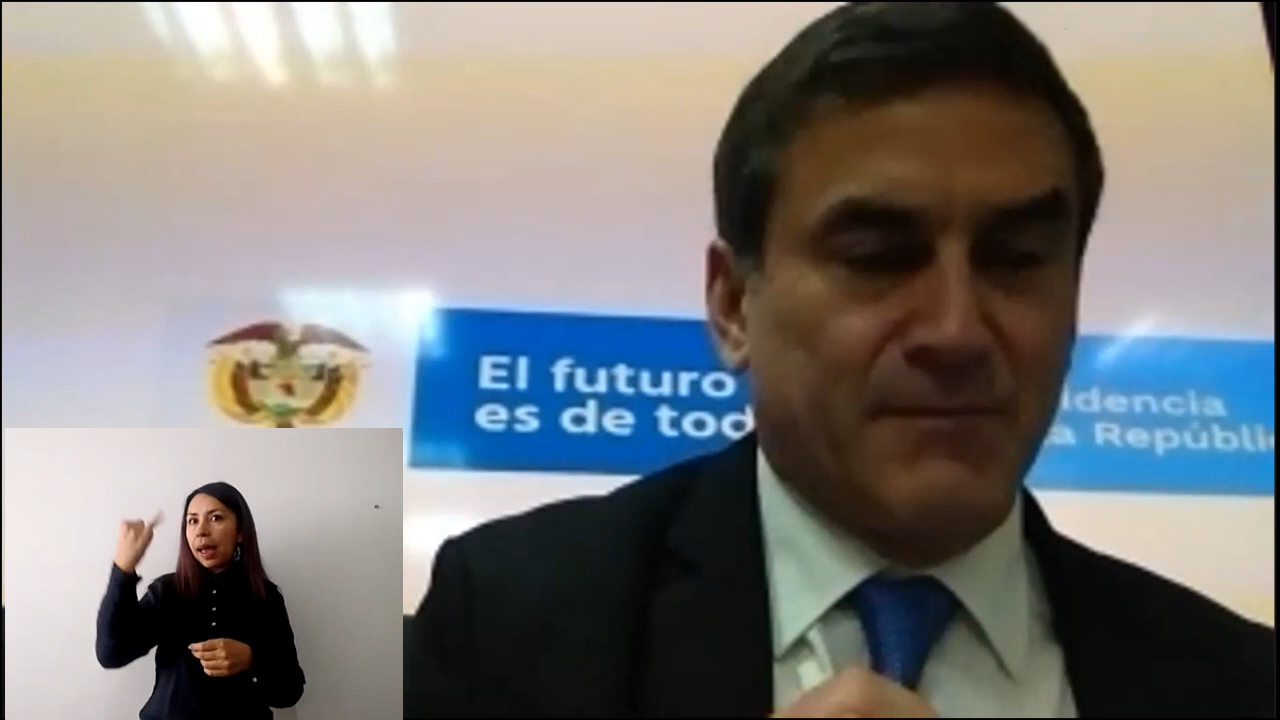 El futuro
es de tod
idencia
a Repúblic